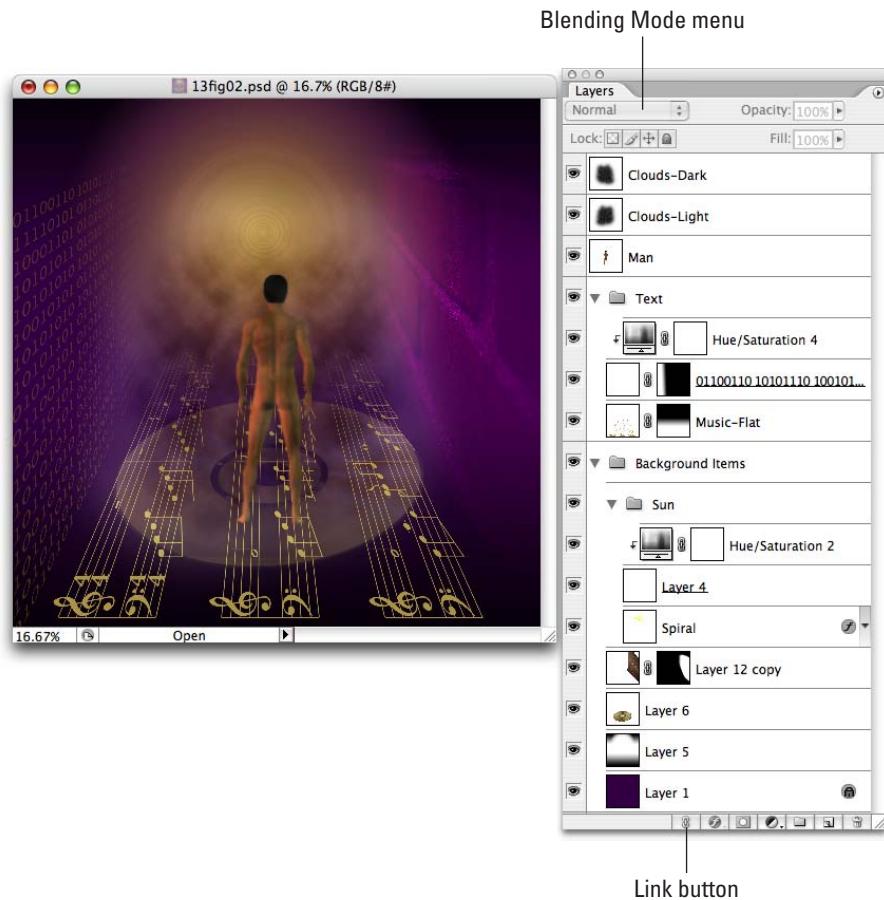 Blending Mode menu
13fig02.psd @ 16.7% (RGB/8#)
16.67%
Open
Layers
Normal
Opacity: 100%
Lock:
Fill: 100%
Clouds-Dark
Clouds-Light
Man
Text
Hue/Saturation 4
01100110 10101110 100101...
Music-Flat
Background Items
Sun
Hue/Saturation 2
Layer 4
Spiral
Layer 12 copy
Layer 6
Layer 5
Layer 1
Link button